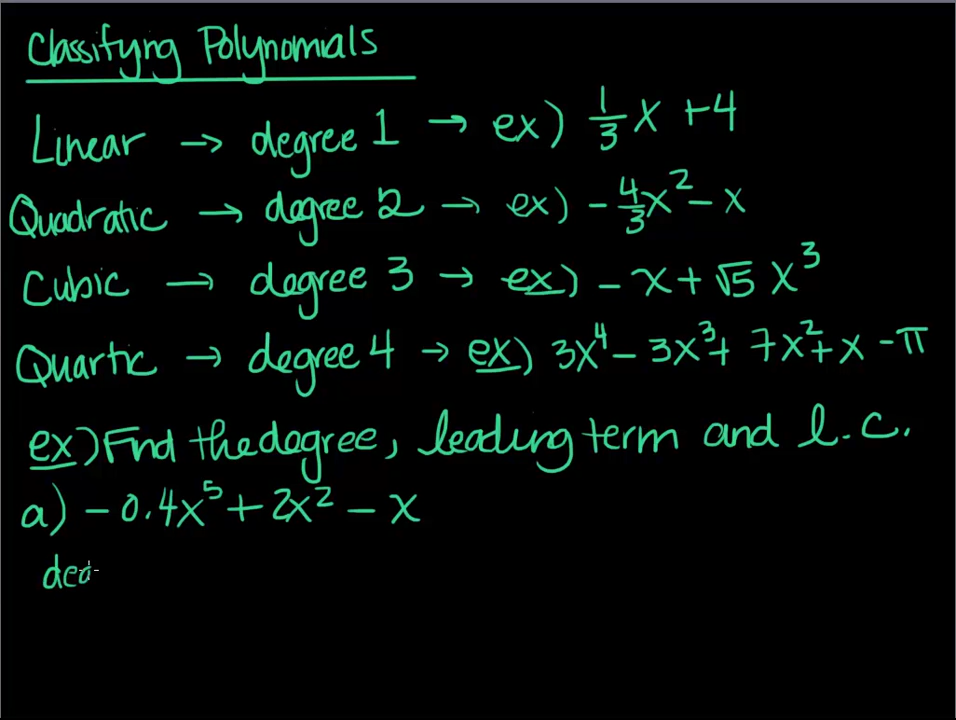 Classifyng Polynomials
Linear → degree 1 → ex) 1/3 x + 4
Quadratic → degree 2 → ex) - 4/3 x² - x
Cubic → degree 3 → ex) - x + √5 x³
Quartic → degree 4 → ex) 3x⁴ - 3x³ + 7x² + x - π
ex) Find the degree, leading term and l.c.
a) - 0.4x⁵ + 2x² - x